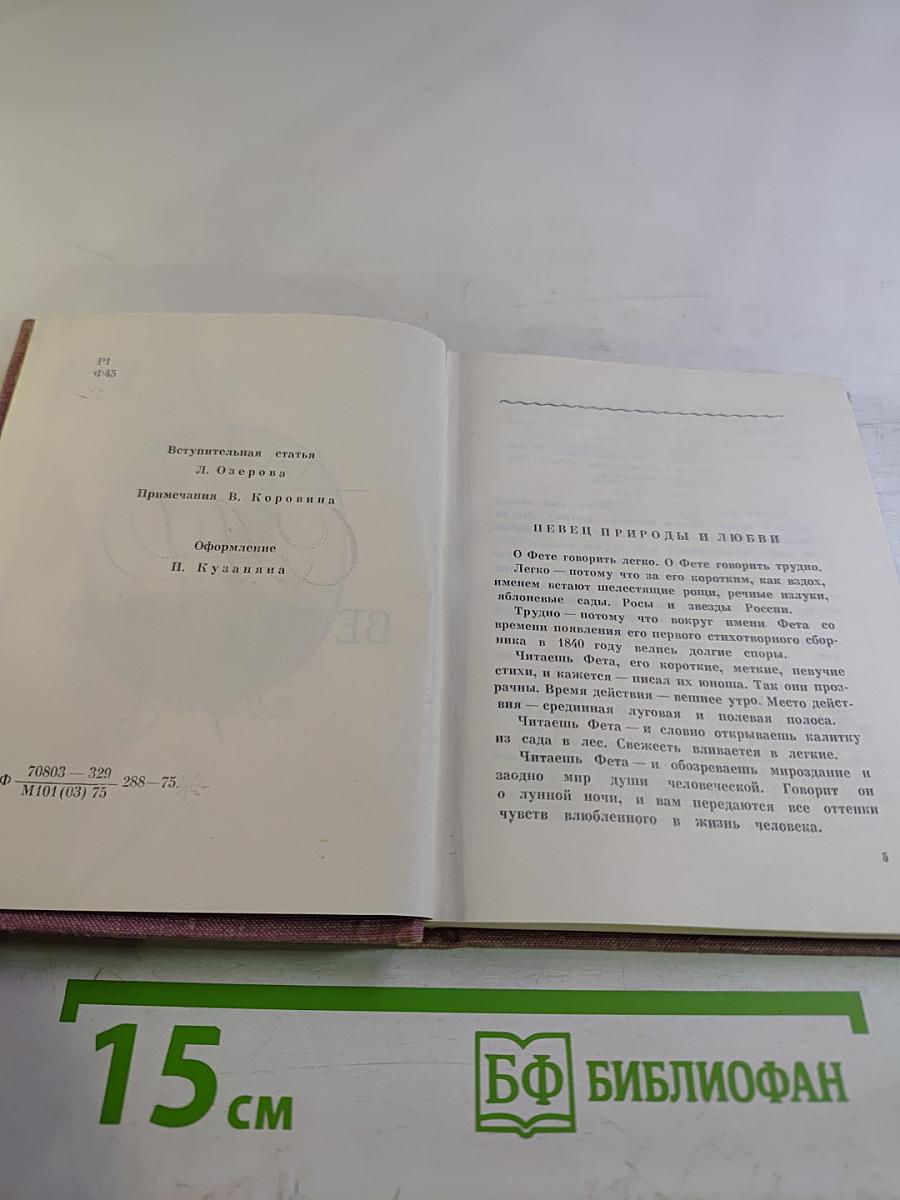 Р1
Ф45
Вступительная статья
Л. Озерова
Примечания В. Коровина
Оформление
П. Кузаняна
Ф 70803 — 329
М101(03) 75 288—75
ПЕВЕЦ ПРИРОДЫ И ЛЮБВИ
О Фете говорить легко. О Фете говорить трудно.
Легко — потому что за его коротким, как вздох,
именем встают шелестящие рощи, речные излуки,
яблоневые сады. Росы и звезды России.
Трудно — потому что вокруг имени Фета со
времени появления его первого стихотворного сбор-
ника в 1840 году велись долгие споры.
Читаешь Фета, его короткие, меткие, певучие
стихи, и кажется — писал их юноша. Так они проз-
рачны. Время действия — вешнее утро. Место дейст-
вия — срединная луговая и полевая полоса.
Читаешь Фета — и словно открываешь калитку
из сада в лес. Свежесть вливается в легкие.
Читаешь Фета — и обозреваешь мироздание и
заодно мир души человеческой. Говорит он
о лунной ночи, и вам передаются все оттенки
чувств влюбленного в жизнь человека.
5
15 см
БФ БИБЛИОФАН